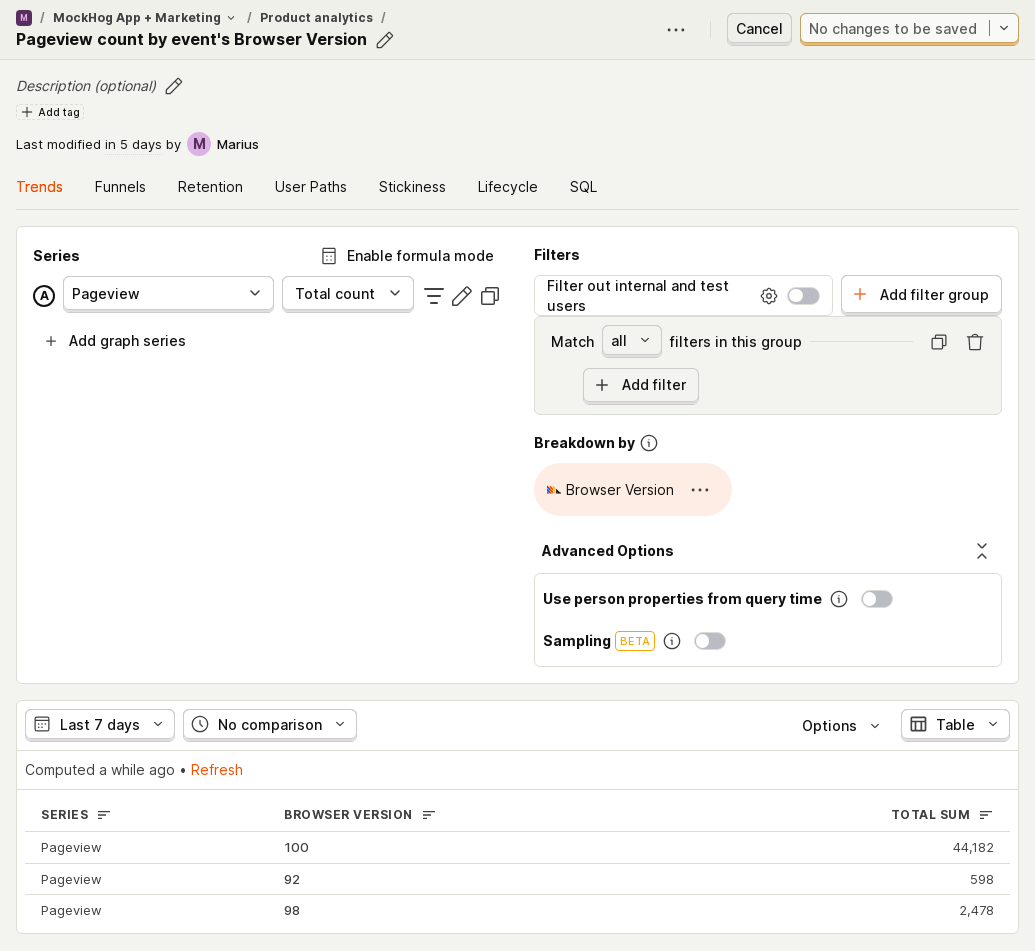 M / MockHog App + Marketing / Product analytics /
Pageview count by event's Browser Version
Cancel
No changes to be saved
Description (optional)
Add tag
Last modified in 5 days by M Marius
Trends Funnels Retention User Paths Stickiness Lifecycle SQL
Series
Enable formula mode
A Pageview Total count
Add graph series
Filters
Filter out internal and test
users
Add filter group
Match all filters in this group
Add filter
Breakdown by
Browser Version
Advanced Options
Use person properties from query time
Sampling BETA
Last 7 days No comparison Options Table
Computed a while ago • Refresh
SERIES BROWSER VERSION TOTAL SUM
Pageview 100 44,182
Pageview 92 598
Pageview 98 2,478